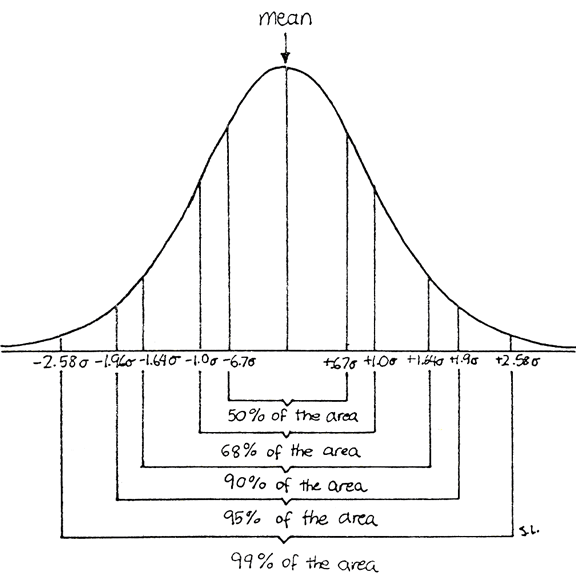 mean
-2.58σ -1.96σ -1.64σ -1.0σ -6.7σ +.67σ +1.0σ +1.64σ +1.9σ +2.58σ
50% of the area
68% of the area
90% of the area
95% of the area
s.l.
99% of the area